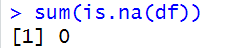 > sum(is.na(df))
[1] 0